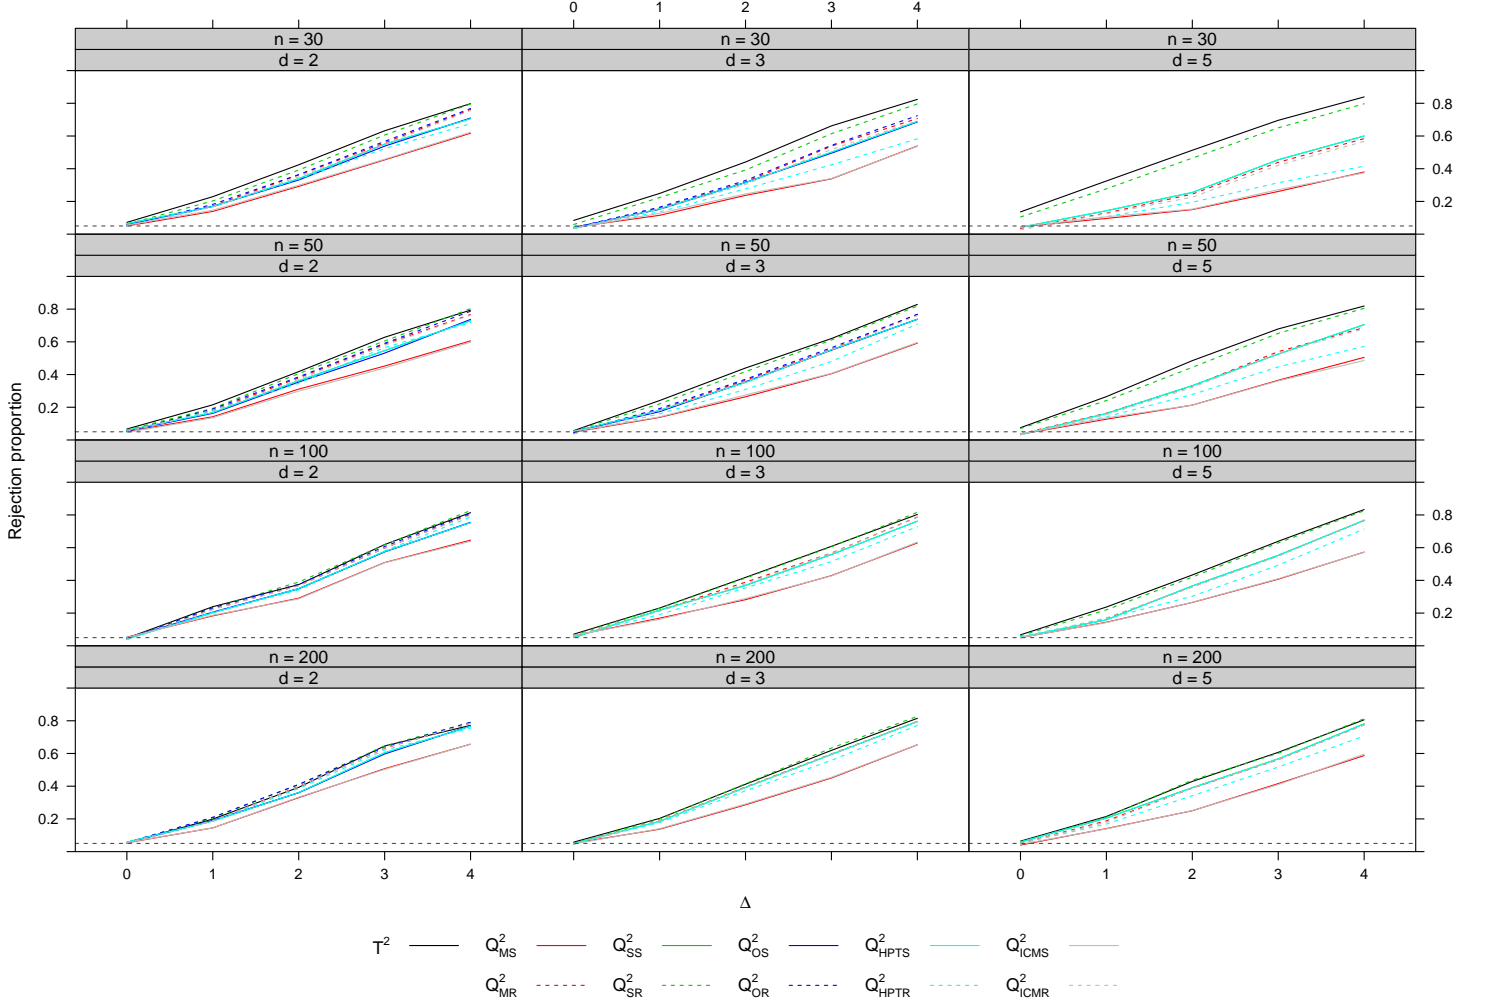 0 1 2 3 4
n = 30 n = 30 n = 30
d = 2 d = 3 d = 5
0.8
0.6
0.4
0.2
n = 50 n = 50 n = 50
d = 2 d = 3 d = 5
0.8
0.6
0.4
0.2
n = 100 n = 100 n = 100
d = 2 d = 3 d = 5
0.8
0.6
0.4
0.2
n = 200 n = 200 n = 200
d = 2 d = 3 d = 5
0.8
0.6
0.4
0.2
Rejection proportion
0 1 2 3 4 0 1 2 3 4
Δ
T² Q²MS Q²SS Q²OS Q²HPTS Q²ICMS
Q²MR Q²SR Q²OR Q²HPTR Q²ICMR